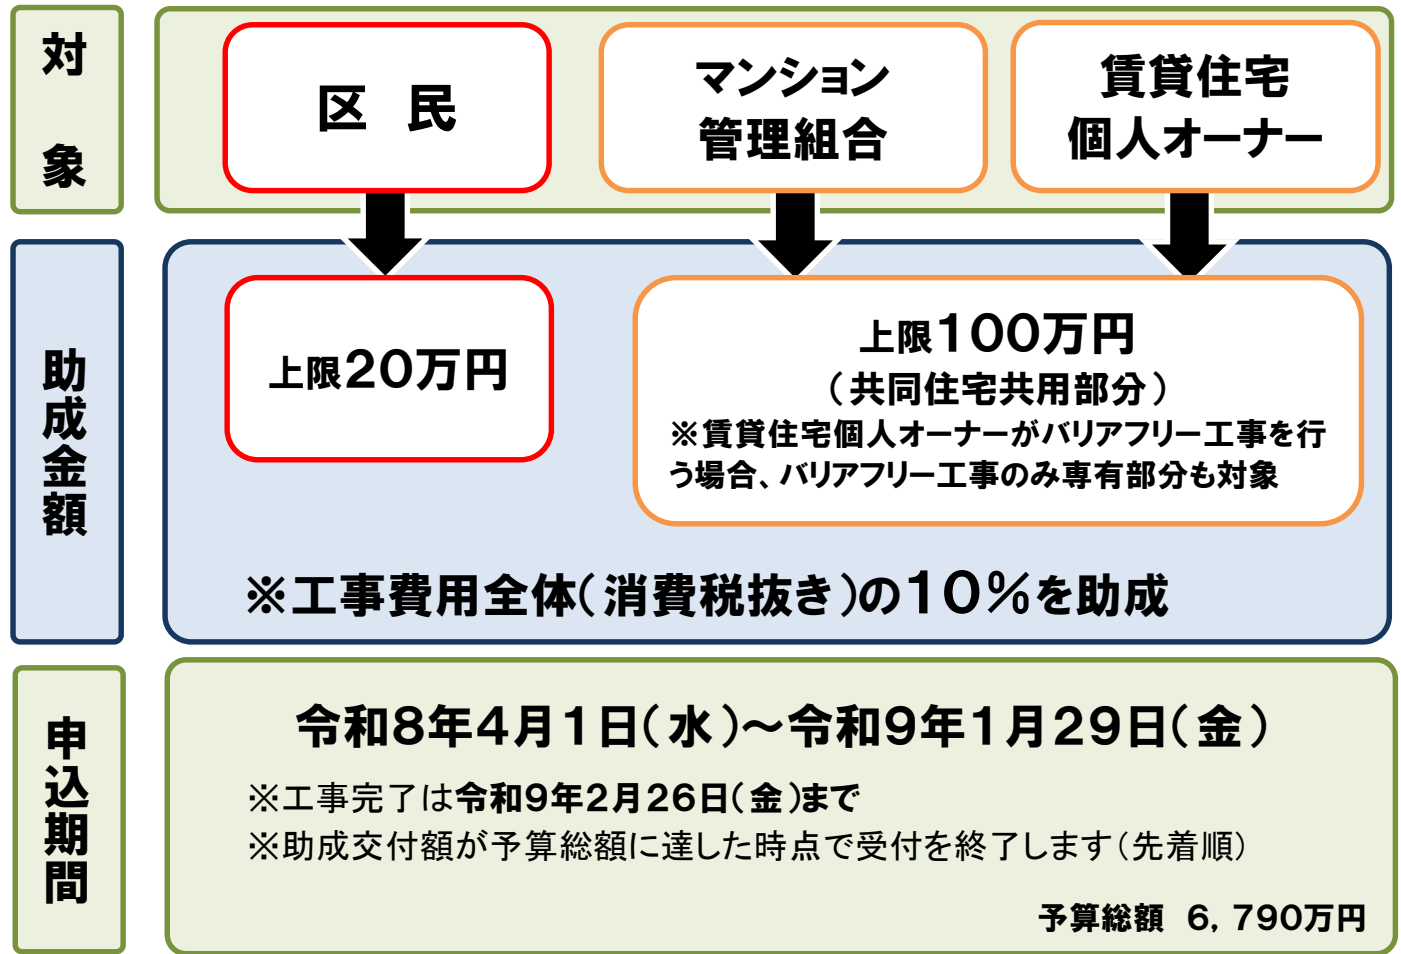 対象
区 民
マンション
管理組合
賃貸住宅
個人オーナー
助成金額
上限20万円
上限100万円
（共同住宅共用部分）
※賃貸住宅個人オーナーがバリアフリー工事を行
う場合、バリアフリー工事のみ専有部分も対象
※工事費用全体（消費税抜き）の10％を助成
申込期間
令和8年4月1日（水）～令和9年1月29日（金）
※工事完了は令和9年2月26日（金）まで
※助成交付額が予算総額に達した時点で受付を終了します（先着順）
予算総額 6，790万円